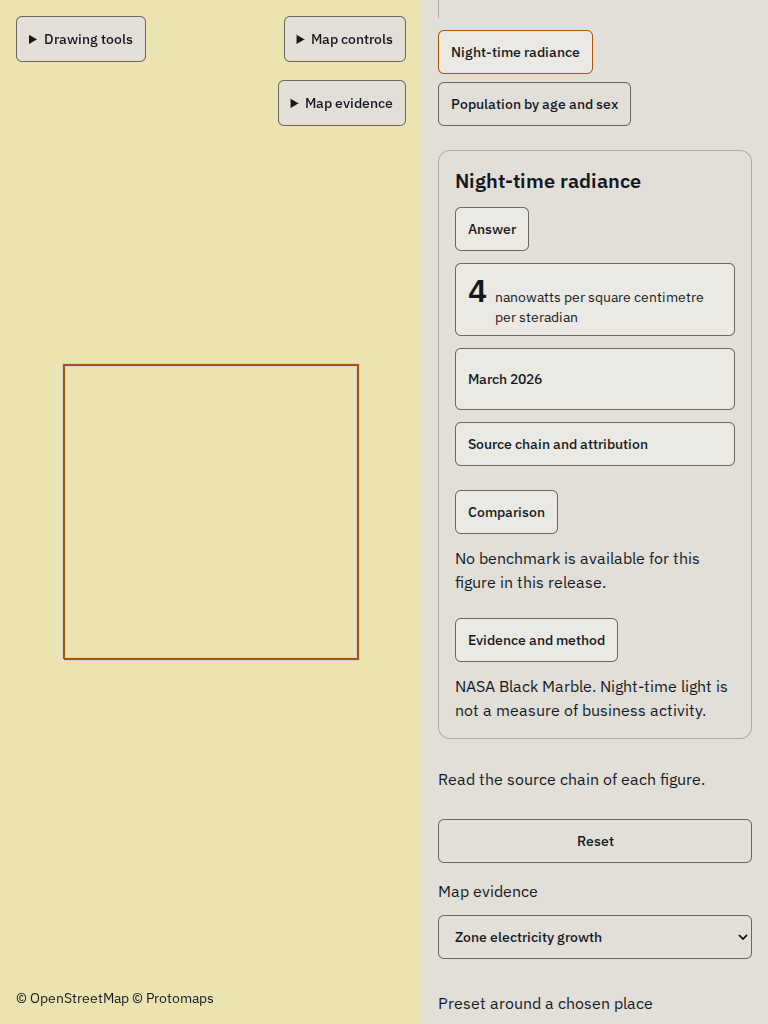 Drawing tools
Map controls
Map evidence
© OpenStreetMap © Protomaps
Night-time radiance
Population by age and sex
Night-time radiance
Answer
4 nanowatts per square centimetre
per steradian
March 2026
Source chain and attribution
Comparison
No benchmark is available for this
figure in this release.
Evidence and method
NASA Black Marble. Night-time light is
not a measure of business activity.
Read the source chain of each figure.
Reset
Map evidence
Zone electricity growth
Preset around a chosen place